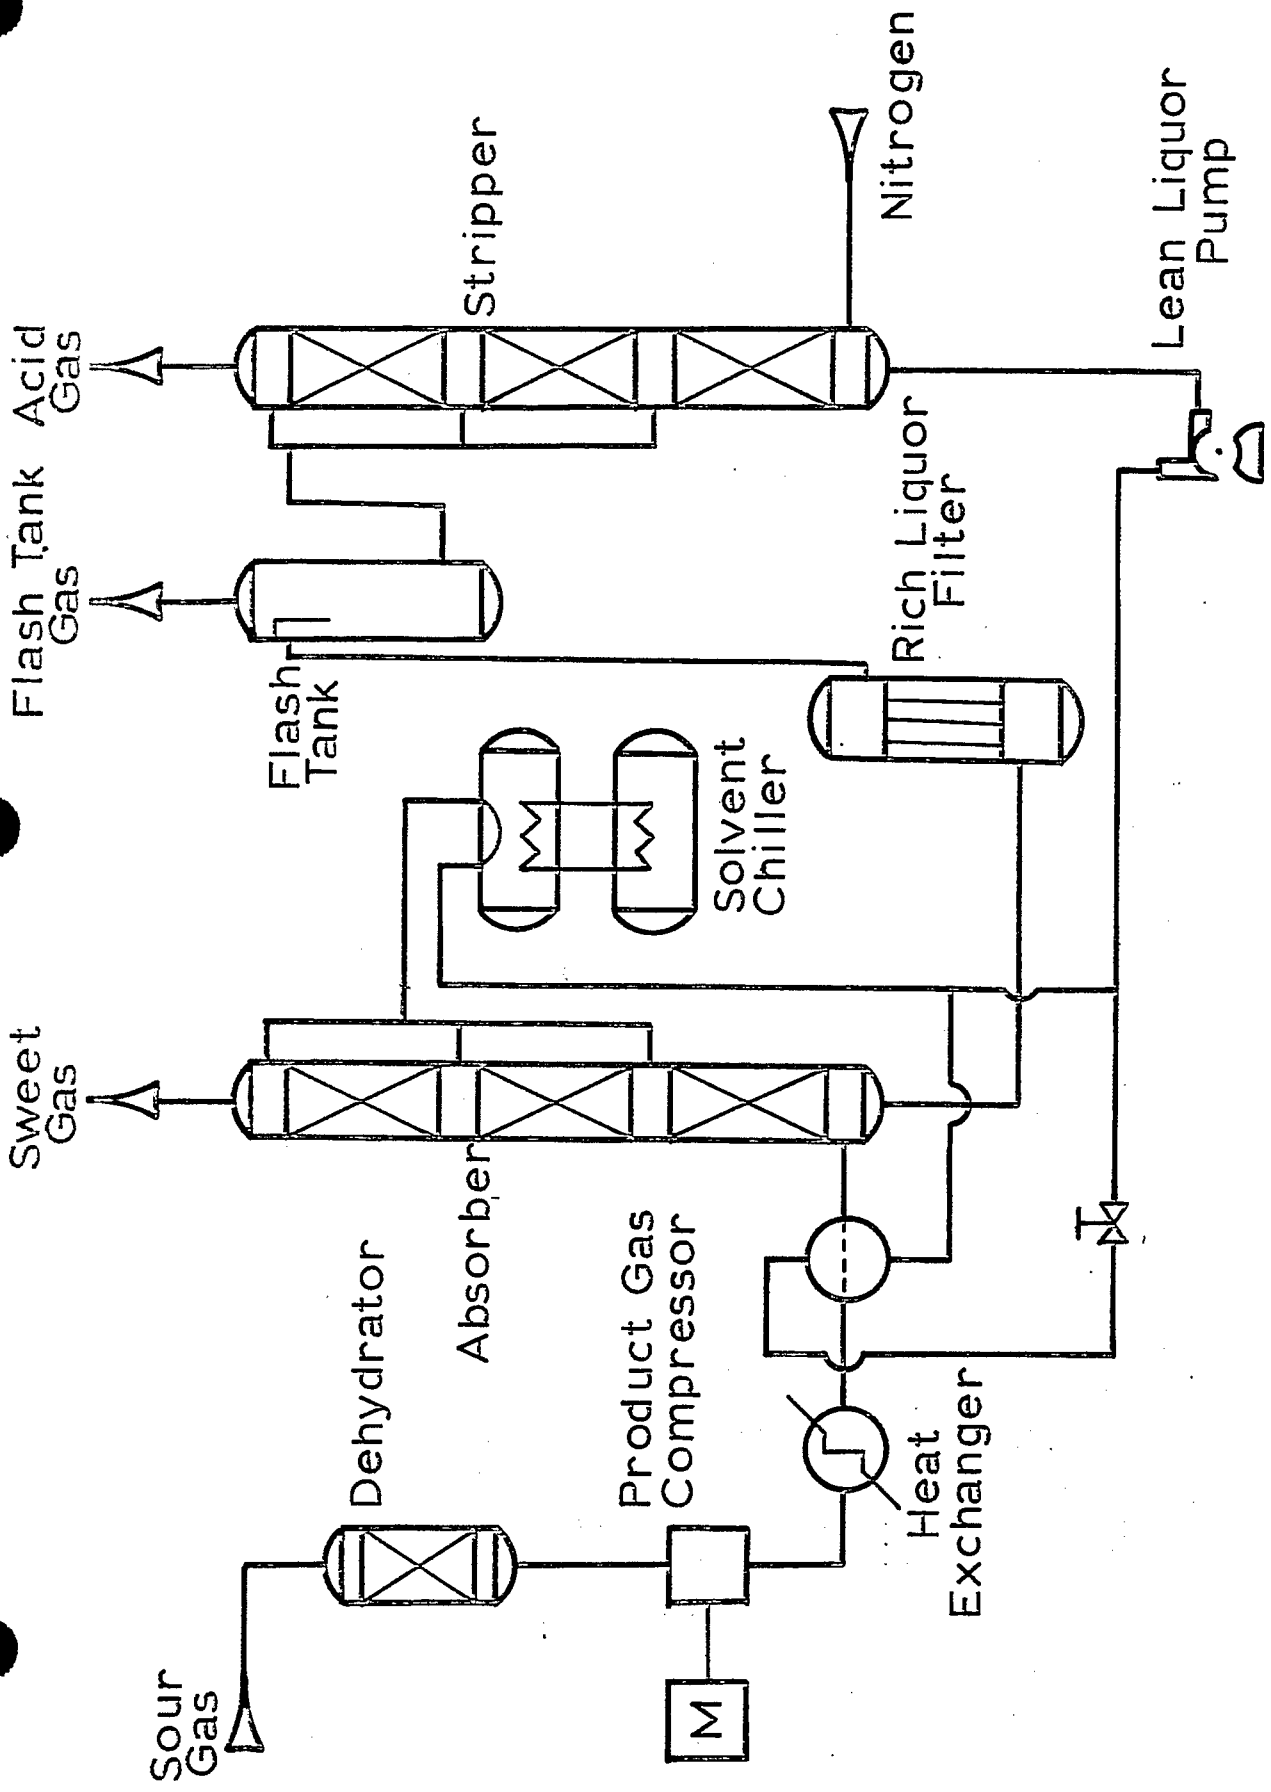 Sour
Gas
Dehydrator
Product Gas
Compressor
M
Heat
Exchanger
Sweet
Gas
Absorber
Solvent
Chiller
Flash Tank
Gas
Flash
Tank
Rich Liquor
Filter
Acid
Gas
Stripper
Nitrogen
Lean Liquor
Pump